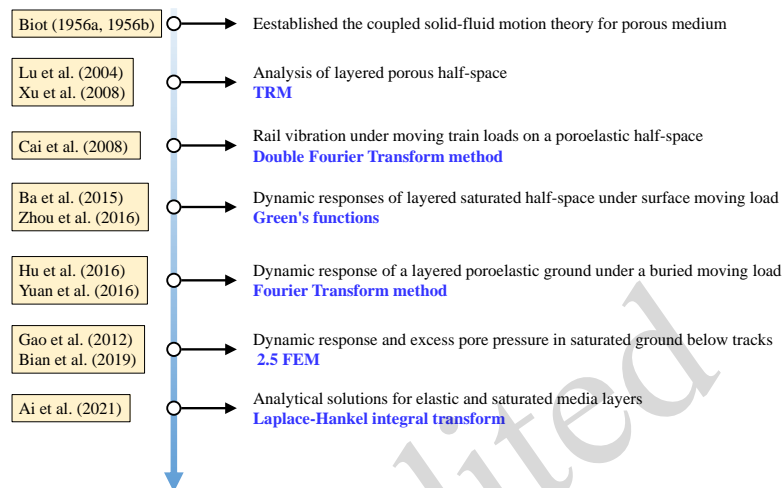 Biot (1956a, 1956b)
Eestablished the coupled solid-fluid motion theory for porous medium
Lu et al. (2004)
Xu et al. (2008)
Analysis of layered porous half-space
TRM
Cai et al. (2008)
Rail vibration under moving train loads on a poroelastic half-space
Double Fourier Transform method
Ba et al. (2015)
Zhou et al. (2016)
Dynamic responses of layered saturated half-space under surface moving load
Green's functions
Hu et al. (2016)
Yuan et al. (2016)
Dynamic response of a layered poroelastic ground under a buried moving load
Fourier Transform method
Gao et al. (2012)
Bian et al. (2019)
Dynamic response and excess pore pressure in saturated ground below tracks
2.5 FEM
Ai et al. (2021)
Analytical solutions for elastic and saturated media layers
Laplace-Hankel integral transform